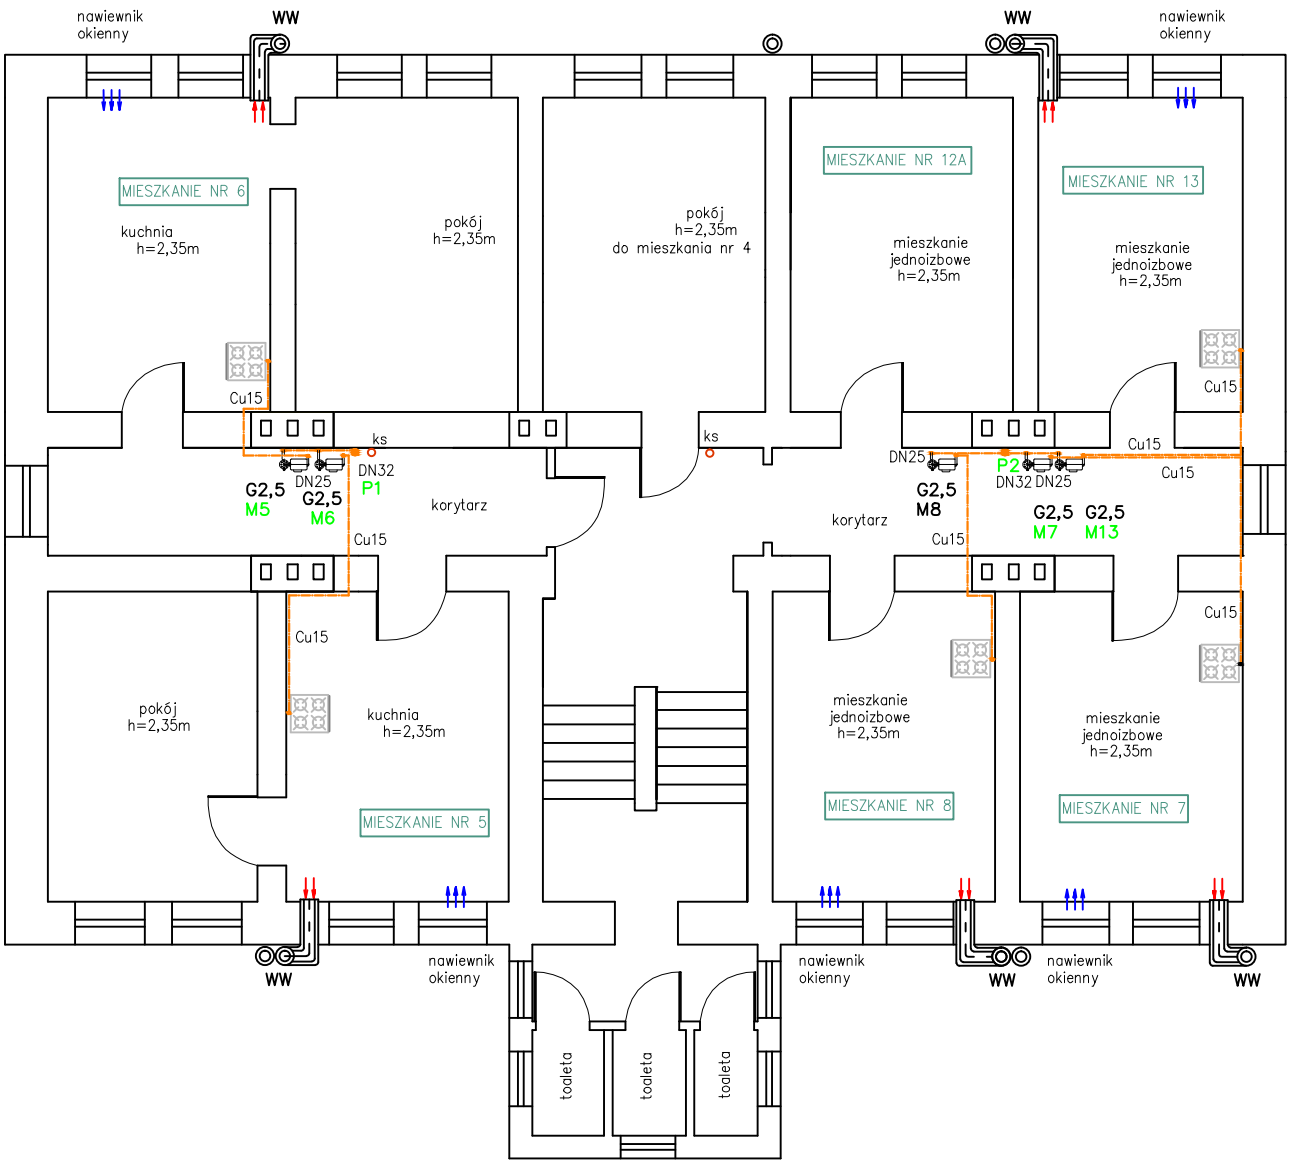 nawiewnik
okienny
WW
WW
nawiewnik
okienny
MIESZKANIE NR 6
kuchnia
h=2,35m
pokój
h=2,35m
pokój
h=2,35m
do mieszkania nr 4
MIESZKANIE NR 12A
mieszkanie
jednoizbowe
h=2,35m
MIESZKANIE NR 13
mieszkanie
jednoizbowe
h=2,35m
Cu15
Cu15
ks
ks
DN32
P1
DN25
G2,5
M5
G2,5
M6
Cu15
korytarz
korytarz
DN25
G2,5
M8
Cu15
P2
DN32
DN25
G2,5
M7
G2,5
M13
Cu15
Cu15
Cu15
Cu15
pokój
h=2,35m
kuchnia
h=2,35m
MIESZKANIE NR 5
mieszkanie
jednoizbowe
h=2,35m
MIESZKANIE NR 8
mieszkanie
jednoizbowe
h=2,35m
MIESZKANIE NR 7
WW
nawiewnik
okienny
nawiewnik
okienny
WW
nawiewnik
okienny
WW
toaleta
toaleta
toaleta